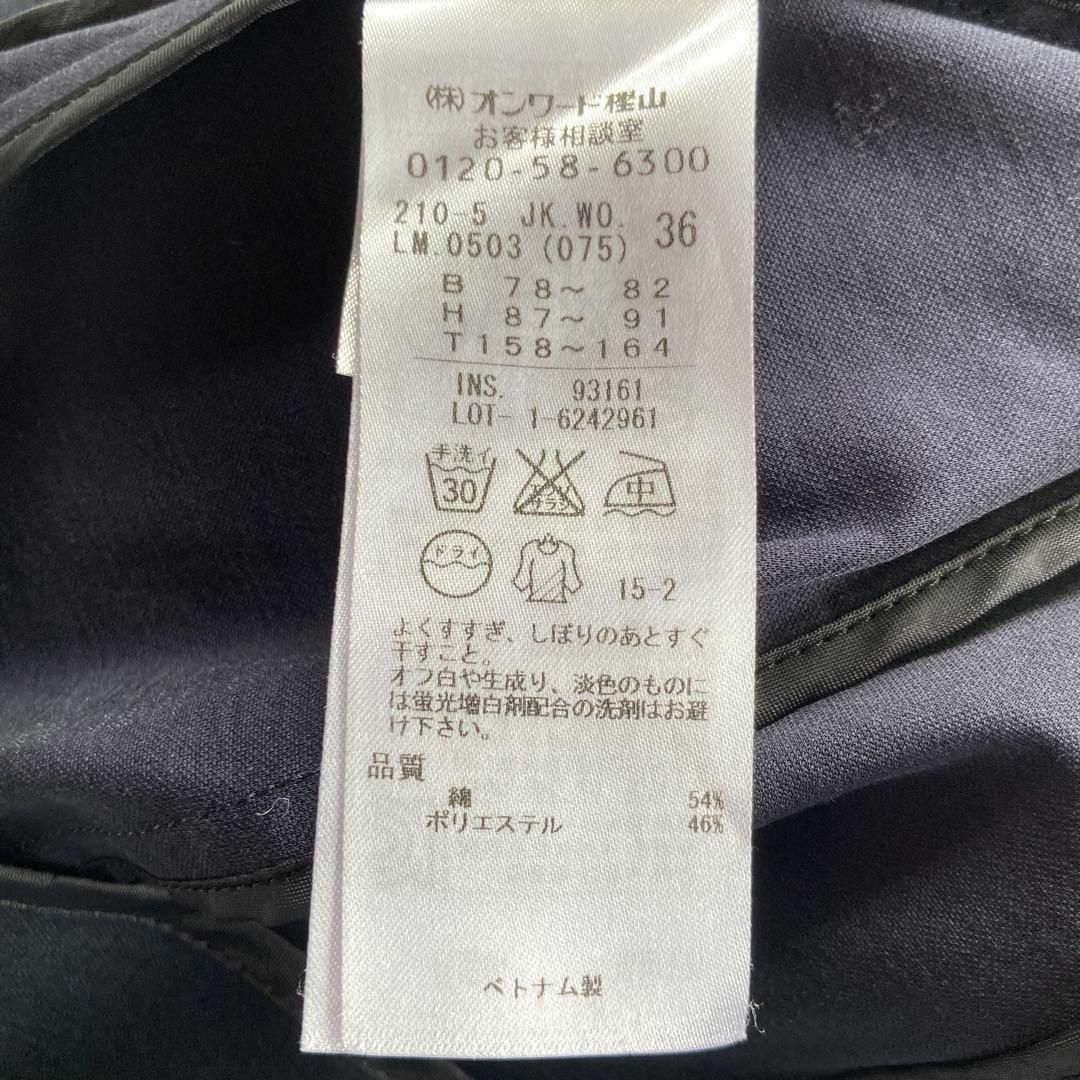 (株)オンワード樫山
お客様相談室
0120-58-6300
210-5 JK.WO. 36
LM.0503 (075)
B 78〜 82
H 87〜 91
T 158〜164
INS. 93161
LOT- 1-6242961
手洗イ
30
中
ドライ
15-2
よくすすぎ、しぼりのあとすぐ
干すこと。
オフ白や生成り、淡色のものに
は蛍光増白剤配合の洗剤はお避
け下さい。
品質
綿 54%
ポリエステル 46%
ベトナム製